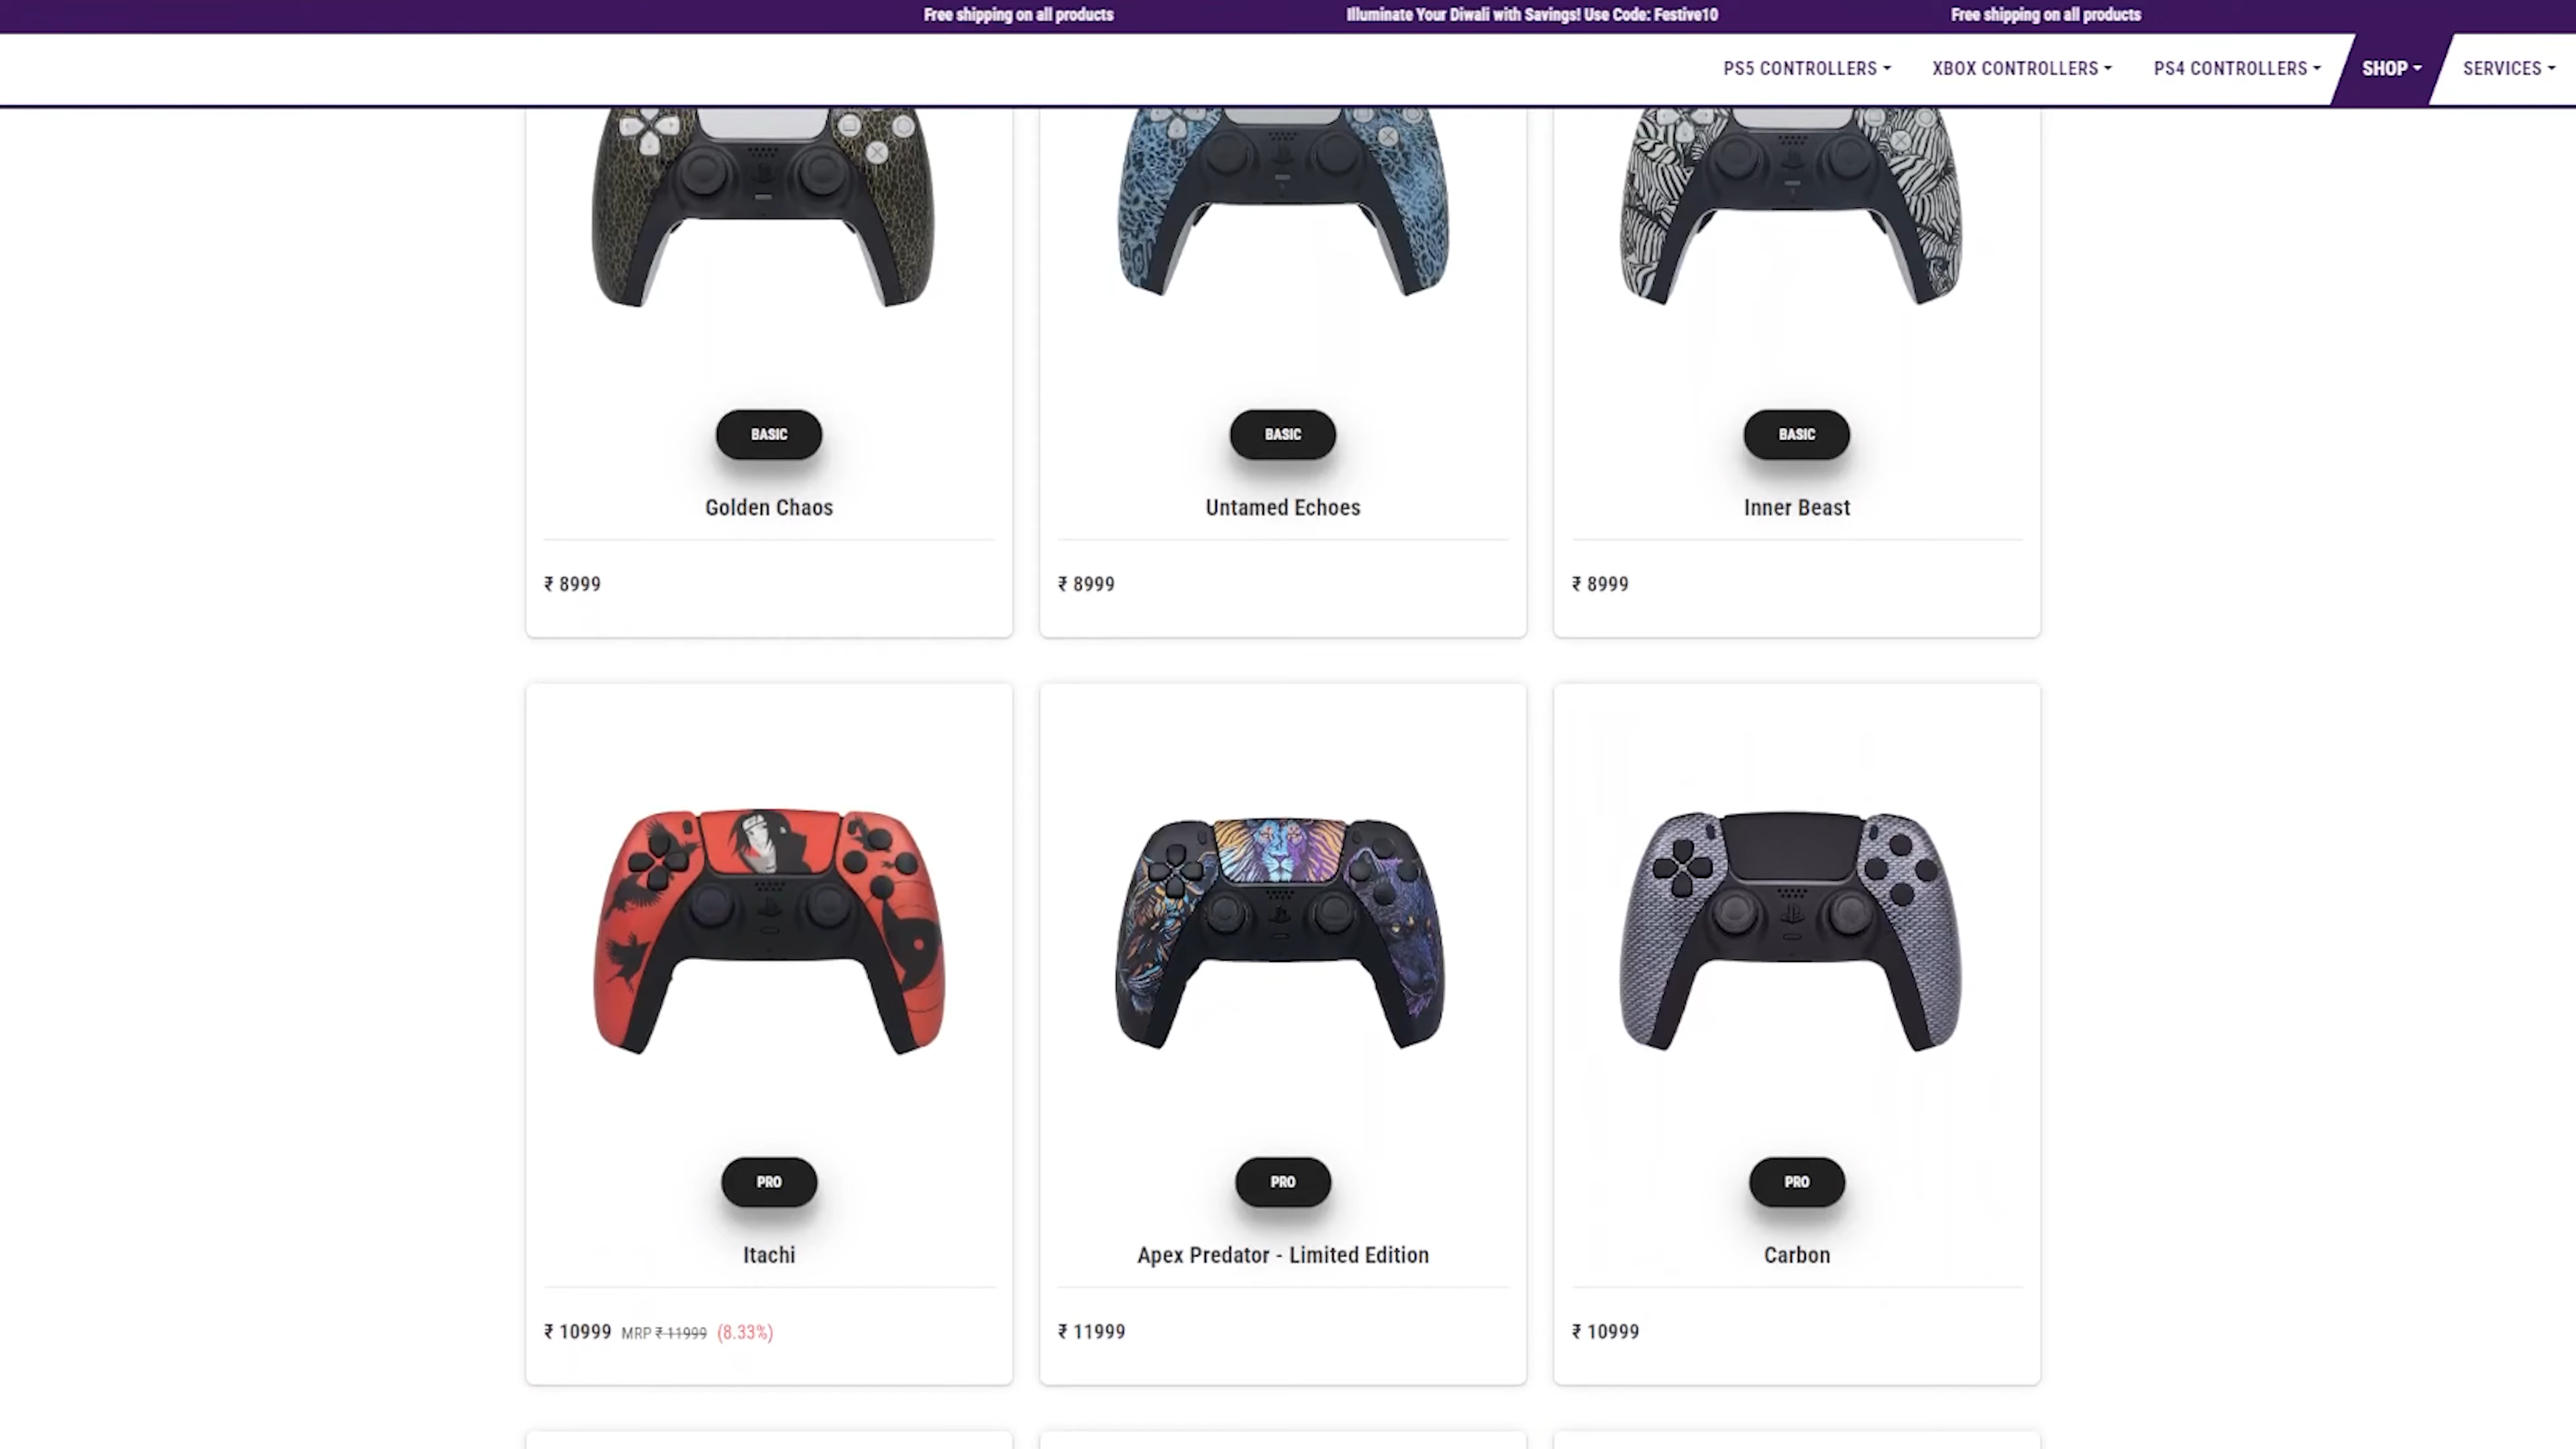 Free shipping on all products Illuminate Your Diwali with Savings! Use Code: Festive10 Free shipping on all products
PS5 CONTROLLERS XBOX CONTROLLERS PS4 CONTROLLERS SHOP SERVICES
BASIC BASIC BASIC
Golden Chaos Untamed Echoes Inner Beast
₹ 8999 ₹ 8999 ₹ 8999
PRO PRO PRO
Itachi Apex Predator - Limited Edition Carbon
₹ 10999 MRP ₹ 11999 (8.33%) ₹ 11999 ₹ 10999